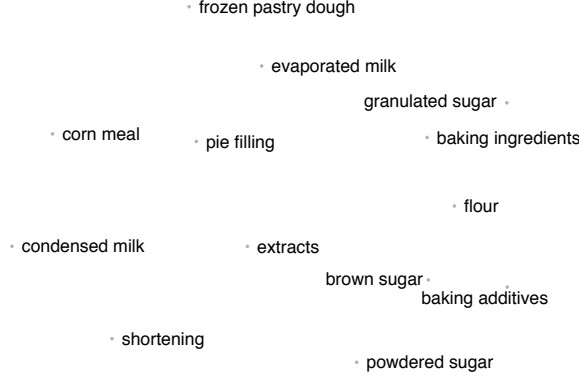 frozen pastry dough
evaporated milk
granulated sugar
corn meal
pie filling
baking ingredients
flour
condensed milk
extracts
brown sugar
baking additives
shortening
powdered sugar